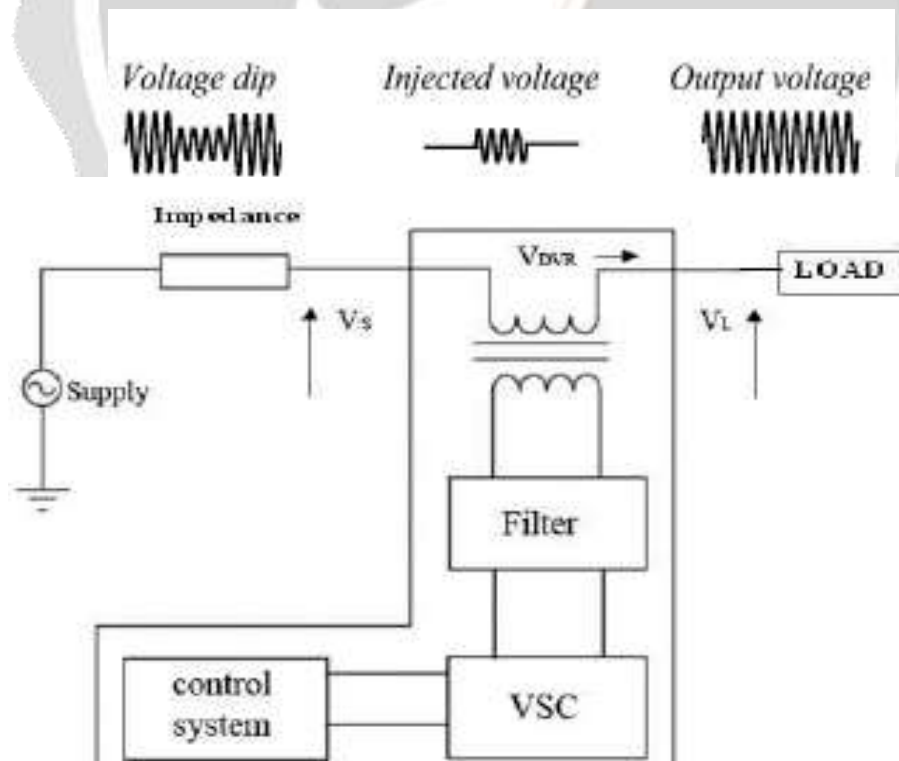 Voltage dip
Injected voltage
Output voltage
Impedance
VDVR
LOAD
VS
VL
Supply
Filter
control
system
VSC